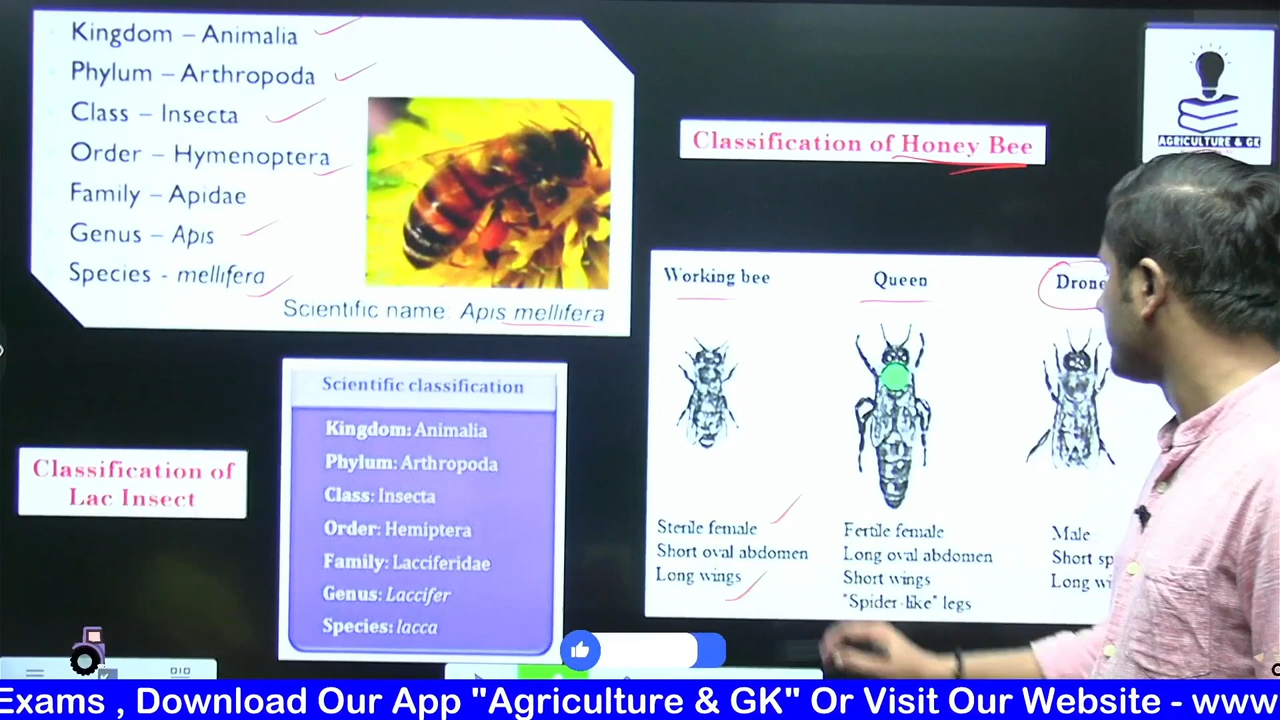 Kingdom – Animalia
Phylum – Arthropoda
Class – Insecta
Order – Hymenoptera
Family – Apidae
Genus – Apis
Species - mellifera
Scientific name: Apis mellifera
Classification of Honey Bee
AGRICULTURE & GK
Working bee
Queen
Drone
Sterile female
Short oval abdomen
Long wings
Fertile female
Long oval abdomen
Short wings
"Spider-like" legs
Male
Short
Long
Classification of
Lac Insect
Scientific classification
Kingdom: Animalia
Phylum: Arthropoda
Class: Insecta
Order: Hemiptera
Family: Lacciferidae
Genus: Laccifer
Species: lacca
Exams , Download Our App "Agriculture & GK" Or Visit Our Website - www